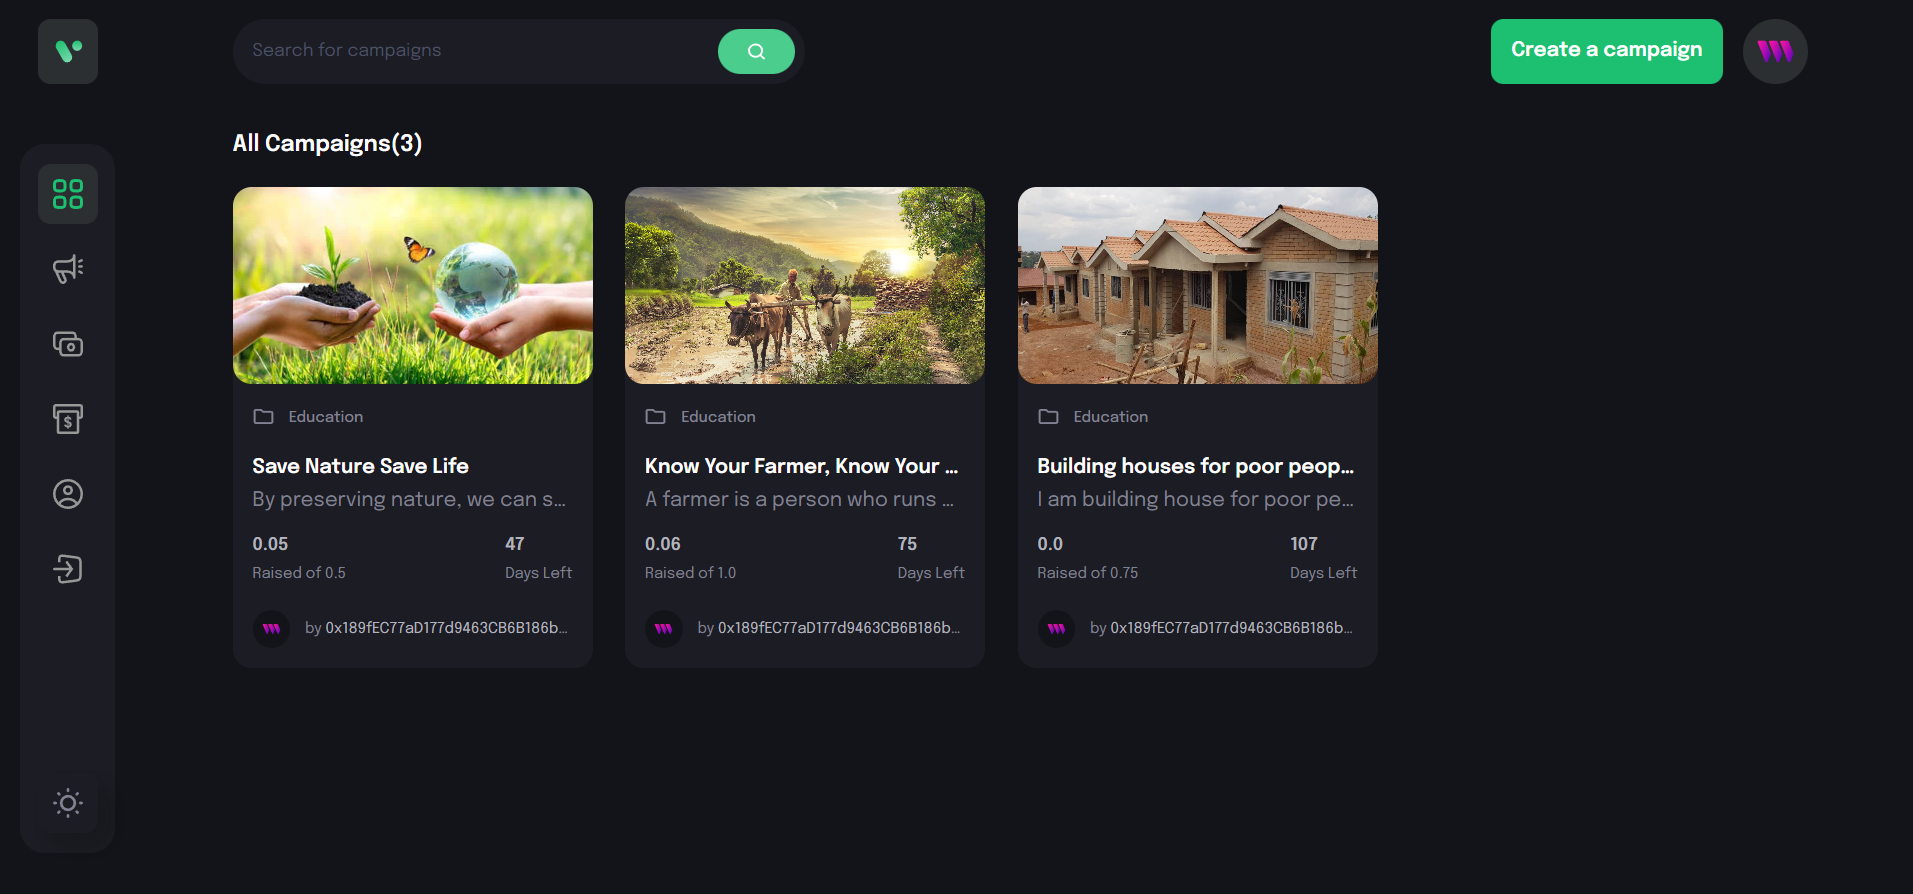 Search for campaigns
Create a campaign
All Campaigns(3)
Education
Save Nature Save Life
By preserving nature, we can s...
0.05
47
Raised of 0.5
Days Left
by 0x189fEC77aD177d9463CB6B186b...
Education
Know Your Farmer, Know Your ...
A farmer is a person who runs ...
0.06
75
Raised of 1.0
Days Left
by 0x189fEC77aD177d9463CB6B186b...
Education
Building houses for poor peop...
I am building house for poor pe...
0.0
107
Raised of 0.75
Days Left
by 0x189fEC77aD177d9463CB6B186b...